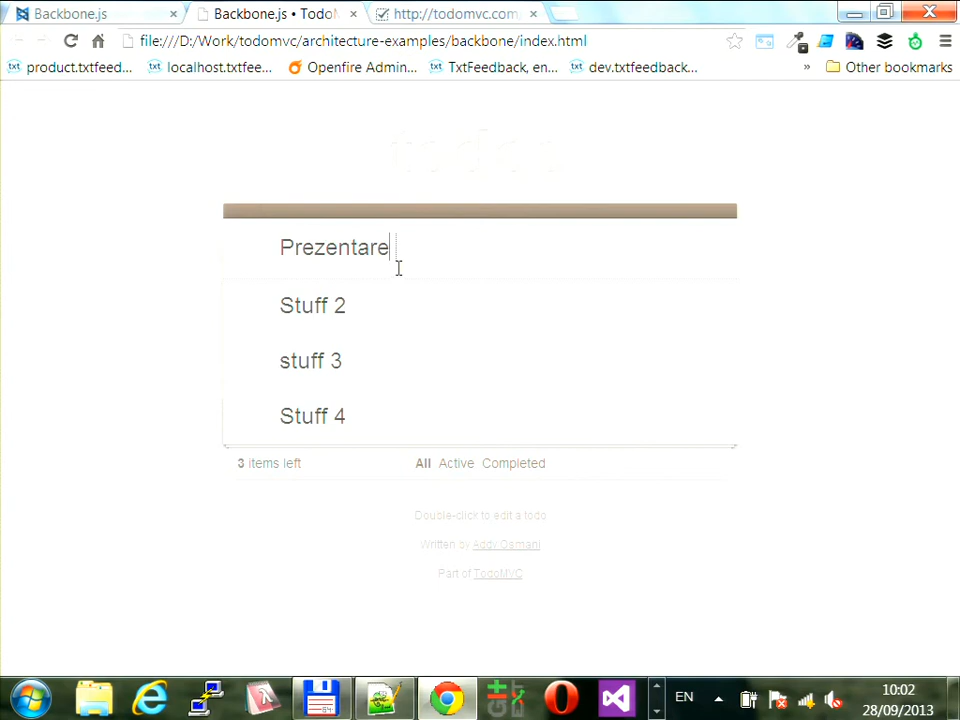 Backbone.js
Backbone.js • Todo
http://todomvc.com
file:///D:/Work/todomvc/architecture-examples/backbone/index.html
product.txtfeed...
localhost.txtfee...
Openfire Admin...
TxtFeedback, en...
dev.txtfeedback...
» Other bookmarks
todos
Prezentare
Stuff 2
stuff 3
Stuff 4
3 items left
All Active Completed
Double-click to edit a todo
Written by Addy Osmani
Part of TodoMVC
EN
10:02
28/09/2013